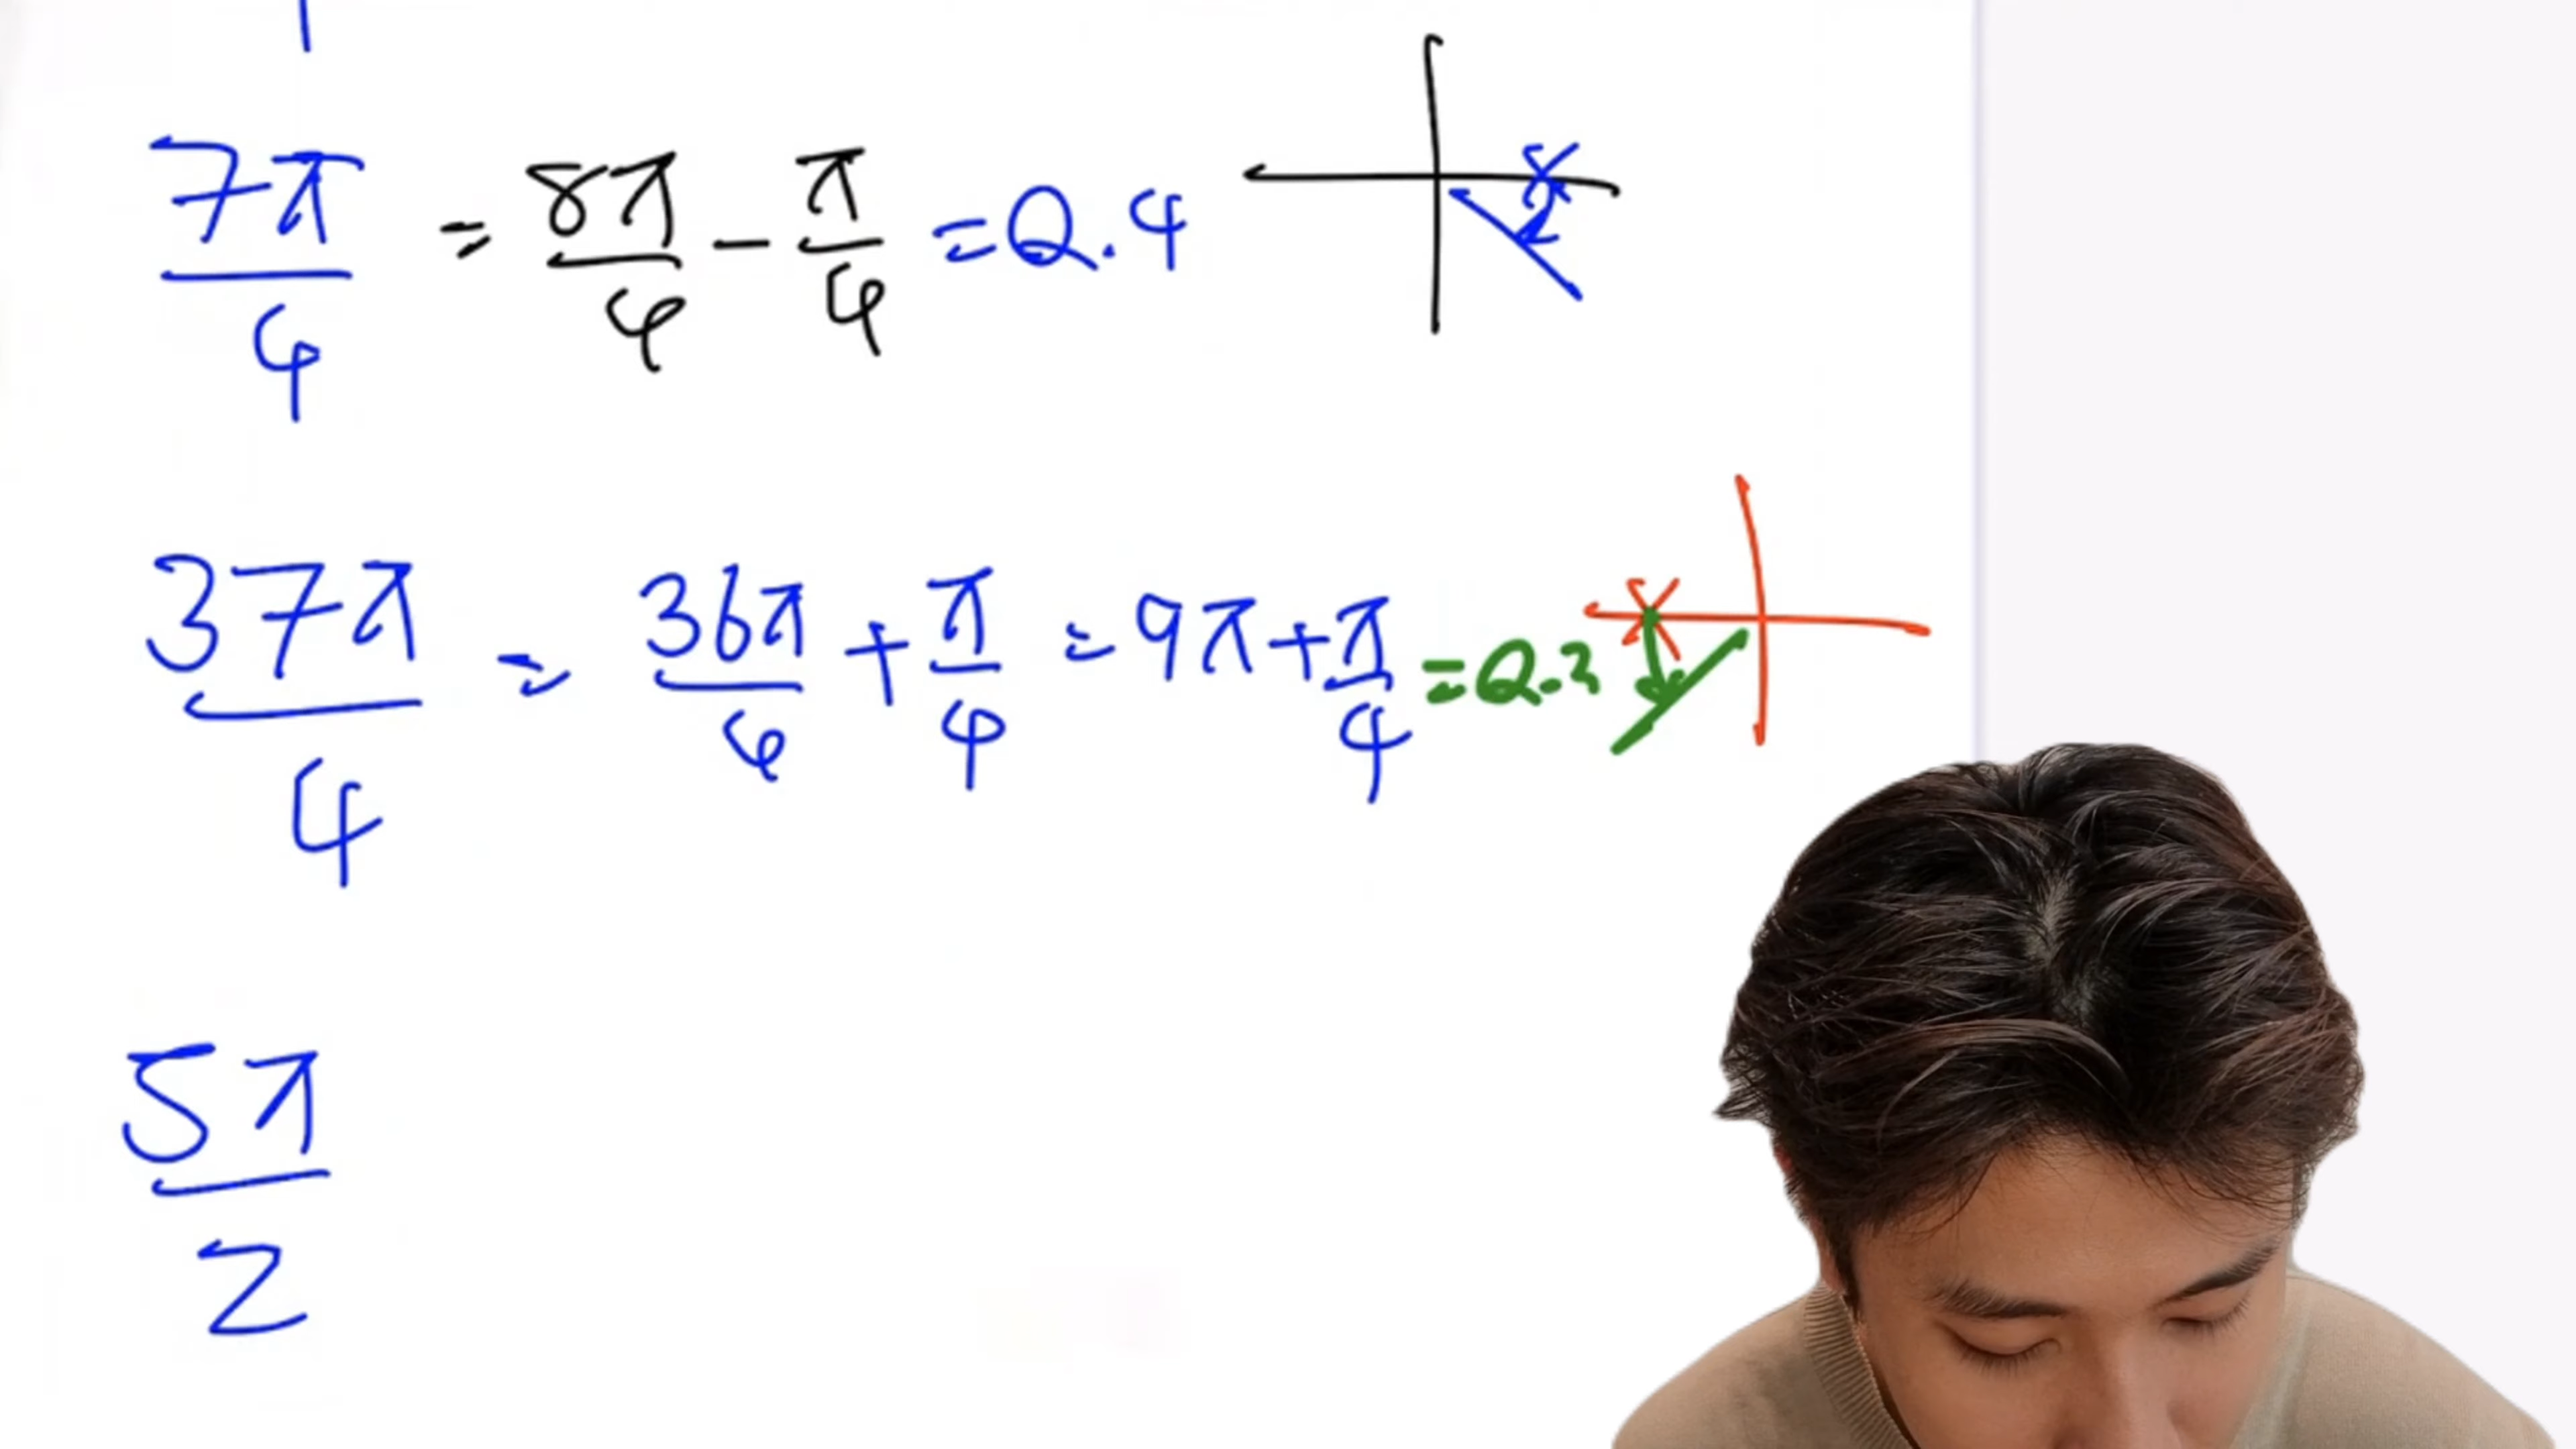 7π/4 = 8π/4 - π/4 = Q.4
37π/4 = 36π/4 + π/4 = 9π + π/4 = Q.3
5π/2